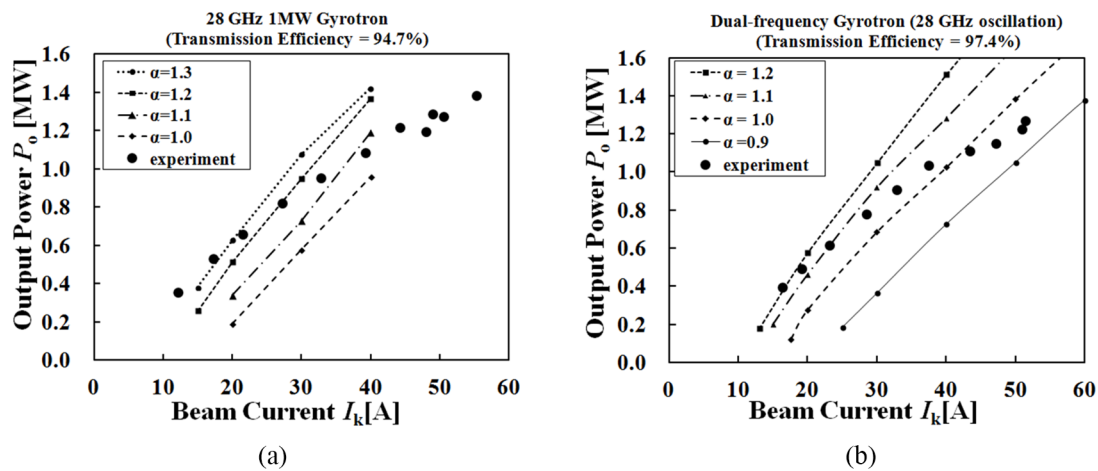 28 GHz 1MW Gyrotron
(Transmission Efficiency = 94.7%)
Output Power Po [MW]
1.6
1.4
1.2
1.0
0.8
0.6
0.4
0.2
0.0
α=1.3
α=1.2
α=1.1
α=1.0
experiment
0 10 20 30 40 50 60
Beam Current Ik[A]
(a)
Dual-frequency Gyrotron (28 GHz oscillation)
(Transmission Efficiency = 97.4%)
Output Power Po [MW]
1.6
1.4
1.2
1.0
0.8
0.6
0.4
0.2
0.0
α = 1.2
α = 1.1
α = 1.0
α =0.9
experiment
0 10 20 30 40 50 60
Beam Current Ik[A]
(b)